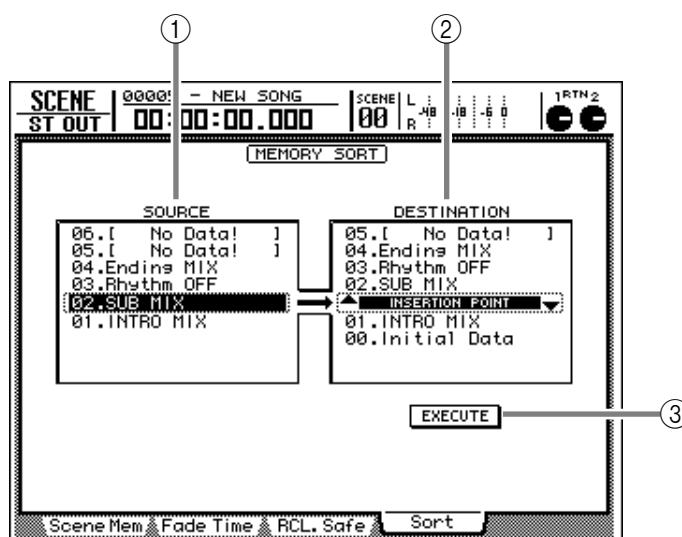 ① ②
SCENE 00005 - NEW SONG SCENE L -48 -18 -6 0 1 RTN 2
ST OUT 00:00:00.000 00 R
MEMORY SORT
SOURCE DESTINATION
06.[ No Data! ] 05.[ No Data! ]
05.[ No Data! ] 04.Ending MIX
04.Ending MIX 03.Rhythm OFF
03.Rhythm OFF 02.SUB MIX
02.SUB MIX INSERTION POINT
01.INTRO MIX 01.INTRO MIX
00.Initial Data
EXECUTE ③
Scene Mem Fade Time RCL. Safe Sort